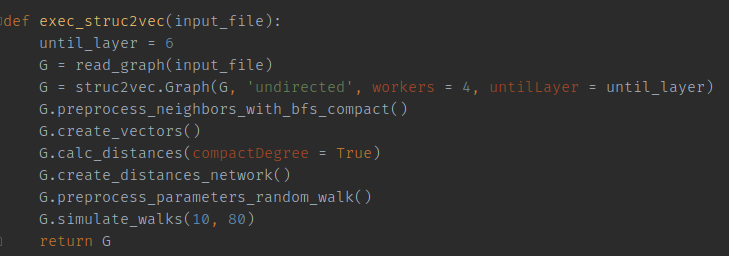 def exec_struc2vec(input_file):
    until_layer = 6
    G = read_graph(input_file)
    G = struc2vec.Graph(G, 'undirected', workers = 4, untilLayer = until_layer)
    G.preprocess_neighbors_with_bfs_compact()
    G.create_vectors()
    G.calc_distances(compactDegree = True)
    G.create_distances_network()
    G.preprocess_parameters_random_walk()
    G.simulate_walks(10, 80)
    return G